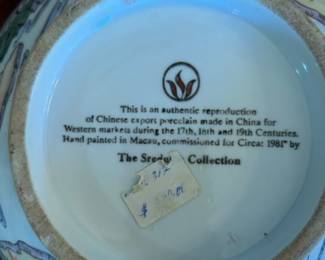 This is an authentic reproduction
of Chinese export porcelain made in China for
Western markets during the 17th, 18th and 19th Centuries.
Hand painted in Macau, commissioned for Circa: 1981" by
The Collection
$